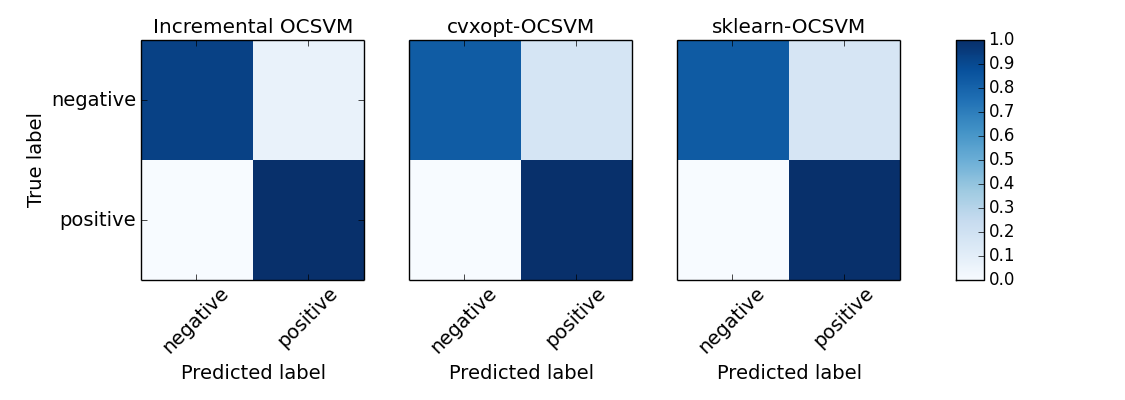 Incremental OCSVM
cvxopt-OCSVM
sklearn-OCSVM
True label
negative
positive
negative
positive
Predicted label
negative
positive
Predicted label
negative
positive
Predicted label
1.0
0.9
0.8
0.7
0.6
0.5
0.4
0.3
0.2
0.1
0.0